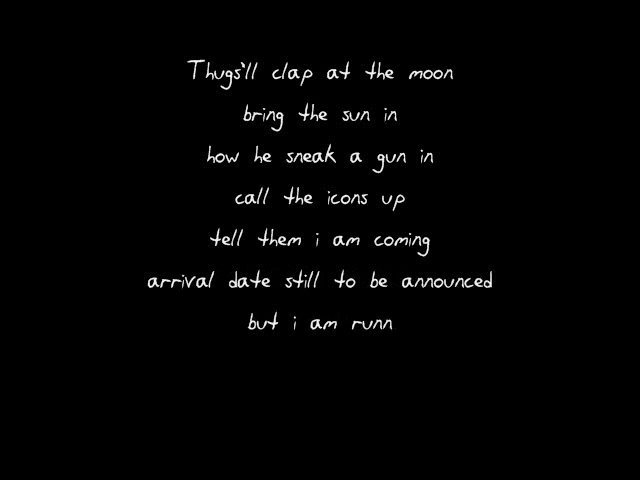 Thugs'll clap at the moon
bring the sun in
how he sneak a gun in
call the icons up
tell them i am coming
arrival date still to be announced
but i am runn